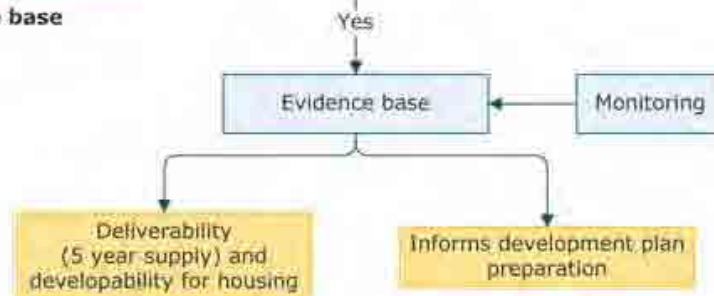 base
Yes
Evidence base
Monitoring
Deliverability
(5 year supply) and
developability for housing
Informs development plan
preparation